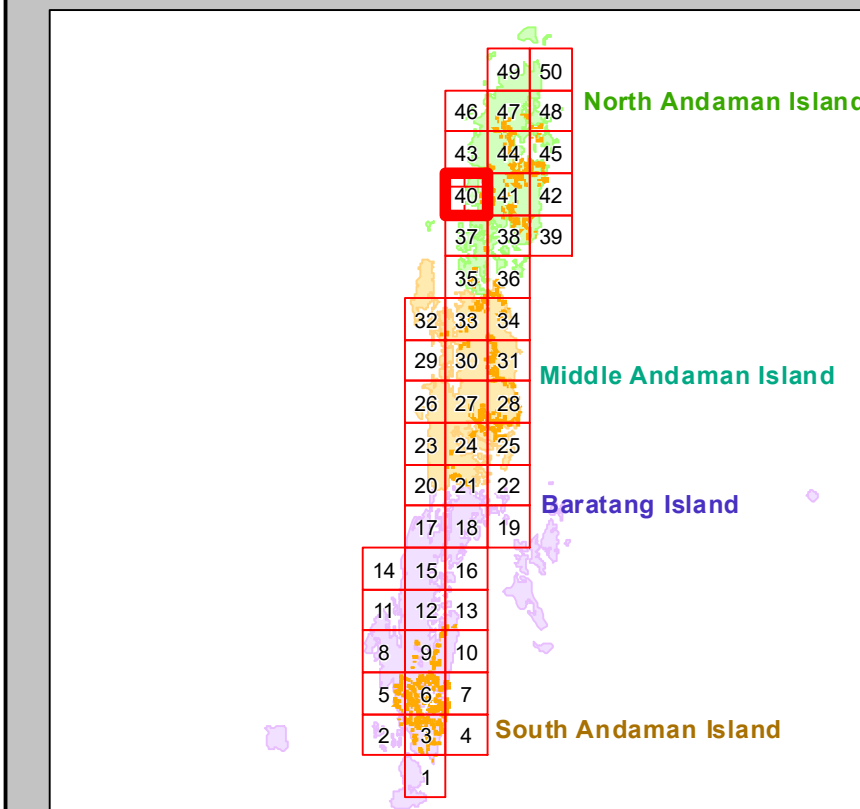 49 50
North Andaman Island
46 47 48
43 44 45
40 41 42
37 38 39
35 36
32 33 34
29 30 31
Middle Andaman Island
26 27 28
23 24 25
20 21 22
Baratang Island
17 18 19
14 15 16
11 12 13
8 9 10
5 6 7
2 3 4
South Andaman Island
1